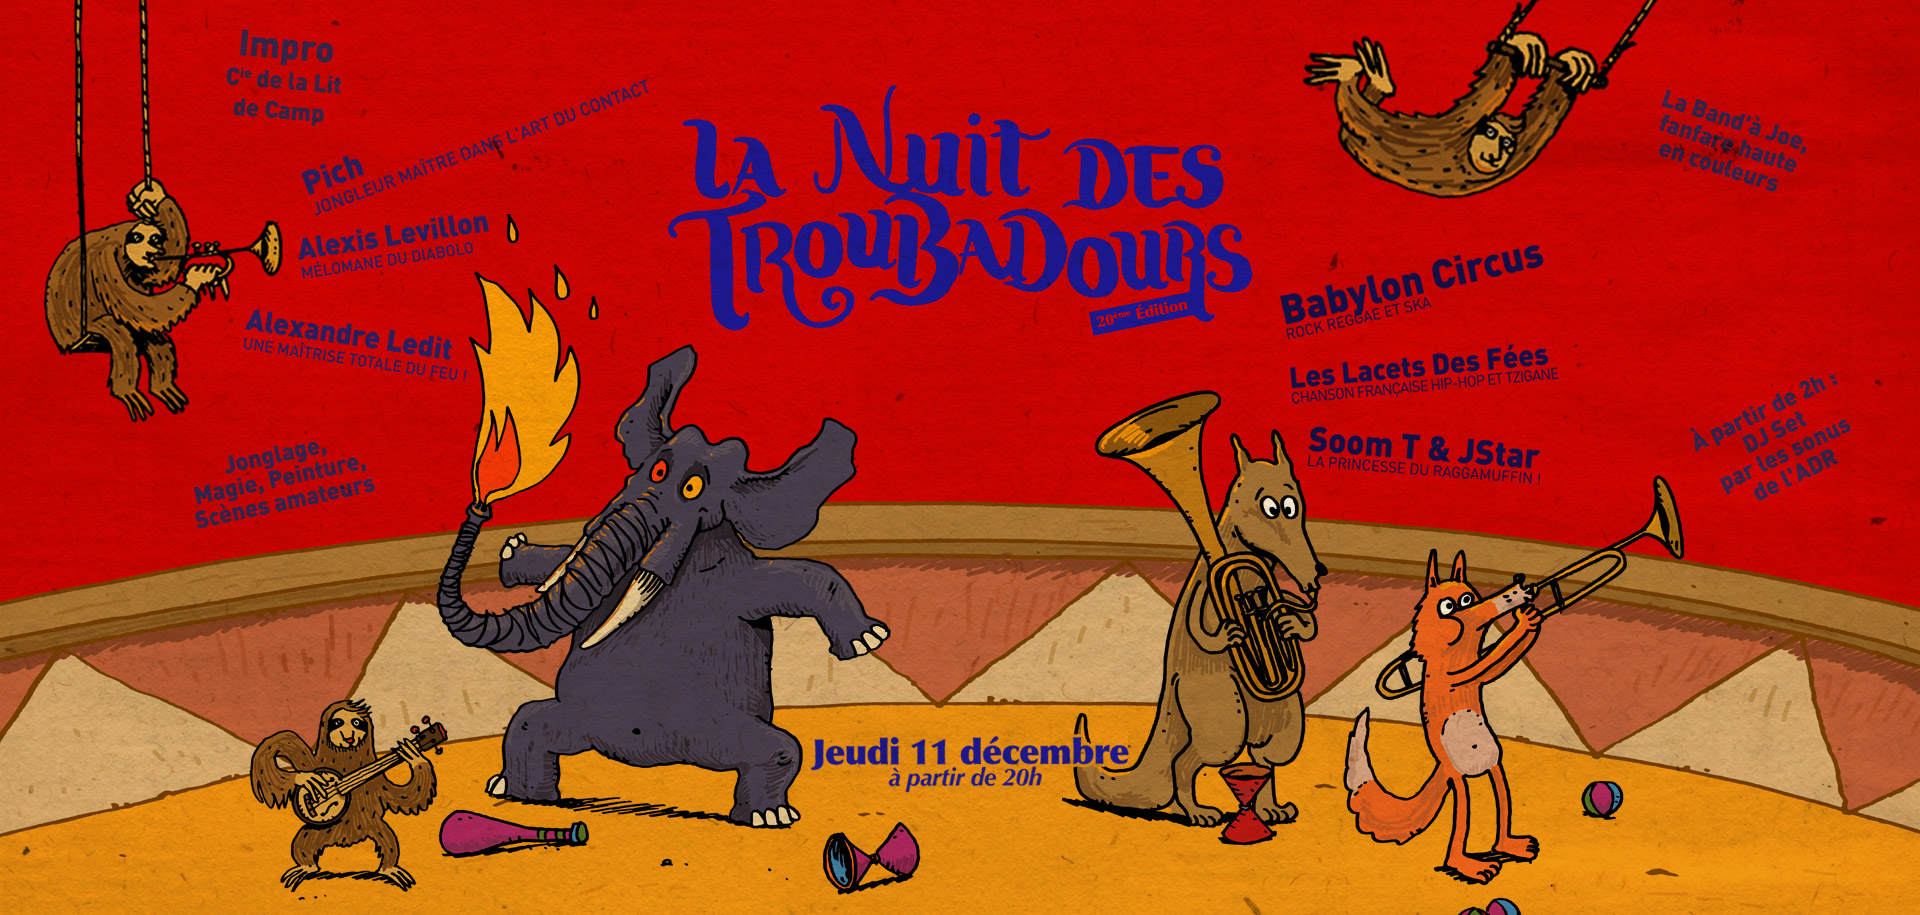 Impro
Cie de la Lit
de Camp
Pich
JONGLEUR MAÎTRE DANS L'ART DU CONTACT
Alexis Levillon
MÉLOMANE DU DIABOLO
Alexandre Ledit
UNE MAÎTRISE TOTALE DU FEU !
Jonglage,
Magie, Peinture,
Scènes amateurs
LA NUIT DES
TROUBADOURS
20ème Édition
La Band'à Joe,
fanfare haute
en couleurs
Babylon Circus
ROCK REGGAE ET SKA
Les Lacets Des Fées
CHANSON FRANÇAISE HIP-HOP ET TZIGANE
Soom T & JStar
LA PRINCESSE DU RAGGAMUFFIN !
À partir de 2h :
DJ Set
par les sonus
de l'ADR
Jeudi 11 décembre
à partir de 20h